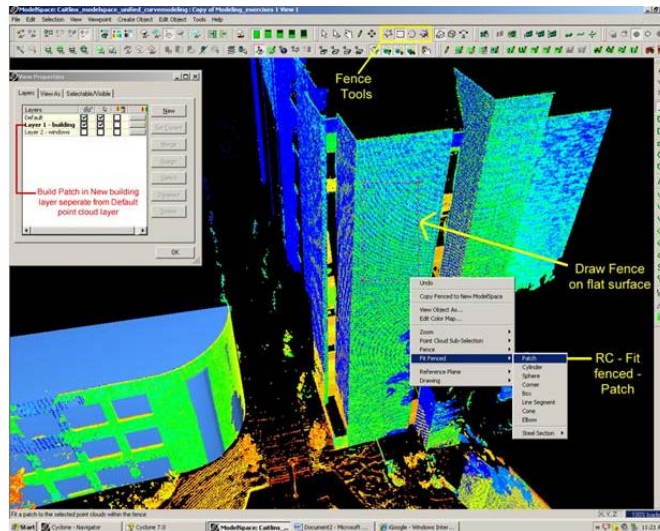 ModelSpace: Caitlins_modelspace_unified_curvemodeling : Copy of Modeling_exercises 1 View 1
File Edit Selection View Viewpoint Create Object Edit Object Tools Help
Fence
Tools
View Properties
Layers View As Selectable/Visible
Layers
Default
Layer 1 - building
Layer 2 - windows
New
Set Current
Merge
Assign
Select
Delete
OK
Build Patch in New building
layer seperate from Default
point cloud layer
Draw Fence
on flat surface
Undo
Copy Fenced to New ModelSpace
View Object As...
Edit Color Map...
Zoom
Point Cloud Sub-Selection
Fence
Fit Fenced
Reference Plane
Drawing
Patch
Cylinder
Sphere
Corner
Box
Line Segment
Cone
Elbow
Steel Section
RC - Fit
fenced -
Patch
Fit a patch to the selected point clouds within the fence
X,Y,Z
Start Cyclone - Navigator Cyclone 7.0 ModelSpace: Caitlins_... Document2 - Microsoft ... iGoogle - Windows Inter...